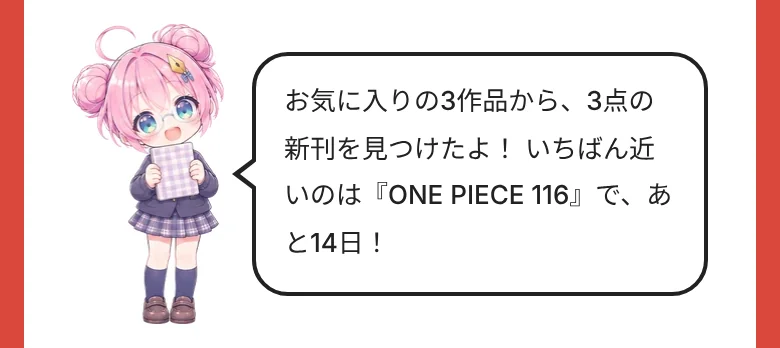 お気に入りの3作品から、3点の
新刊を見つけたよ！ いちばん近
いのは『ONE PIECE 116』で、あ
と14日！